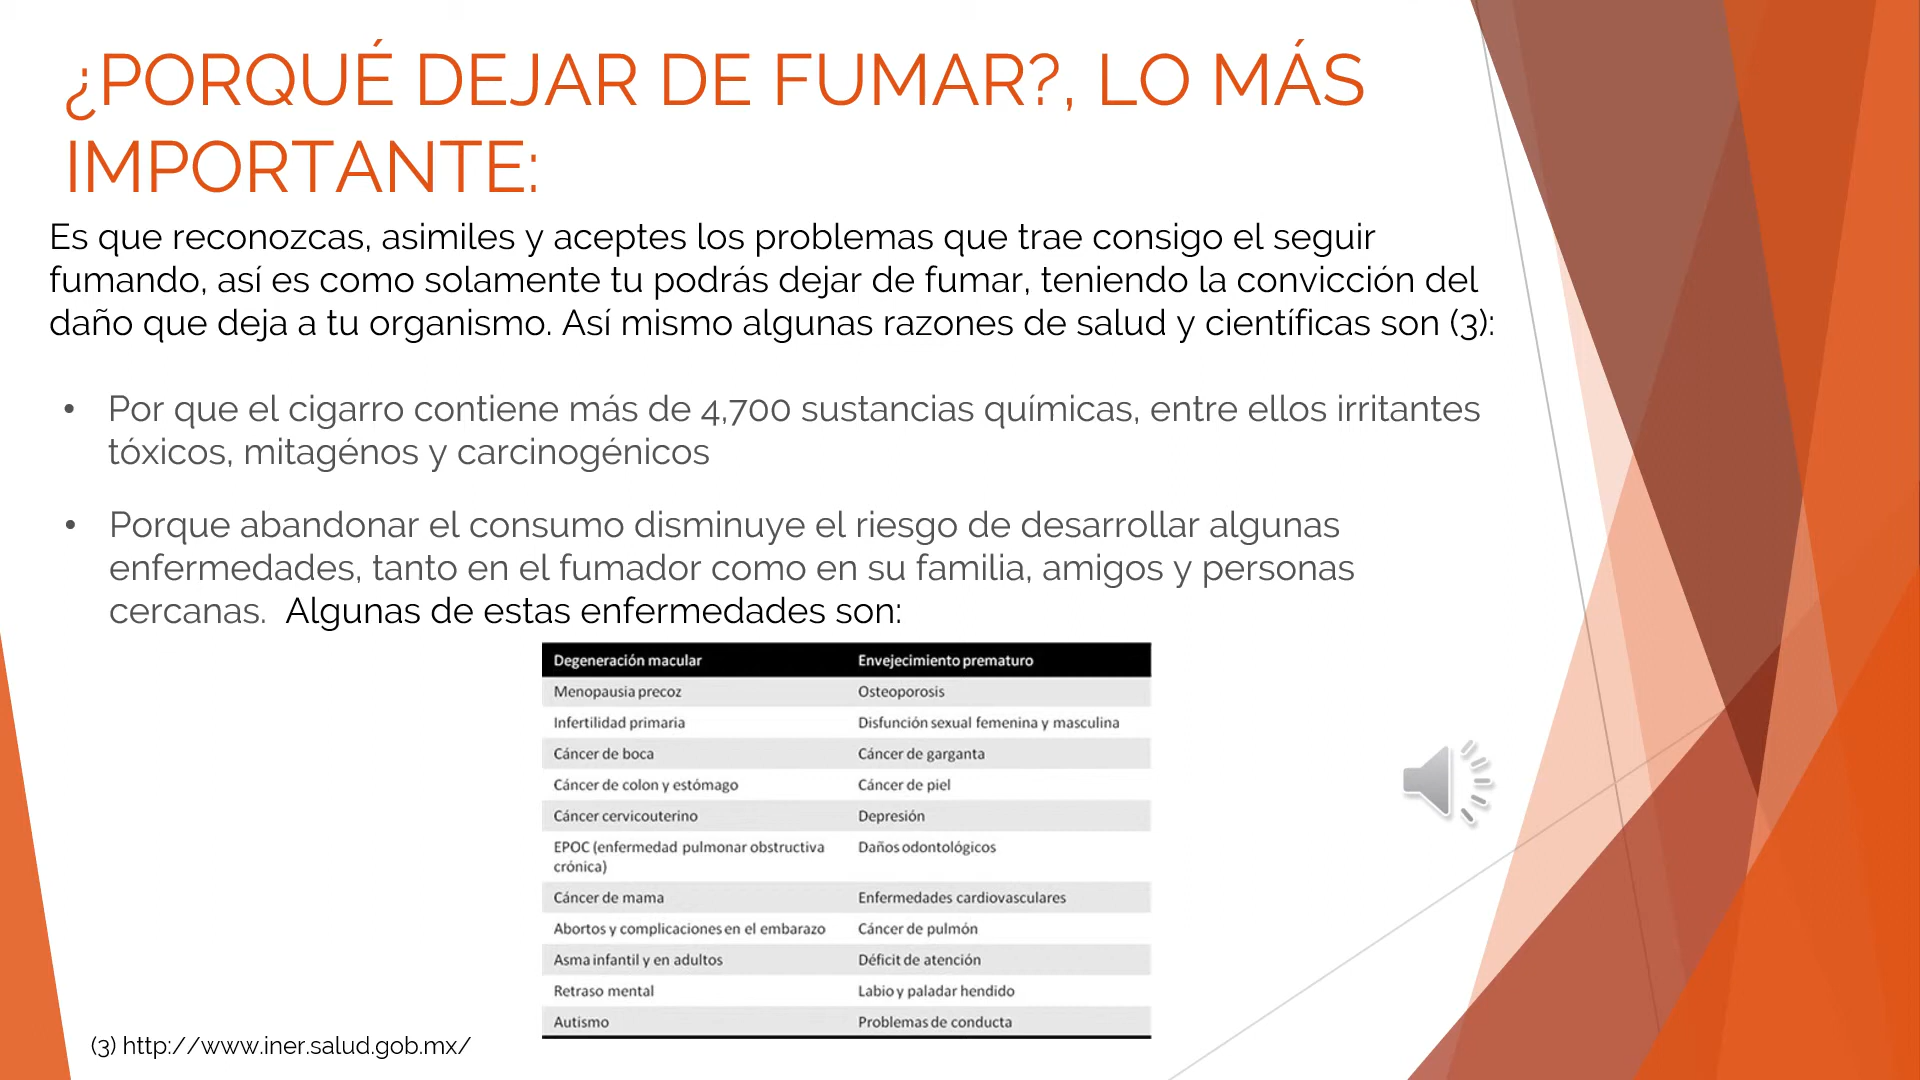 ¿PORQUÉ DEJAR DE FUMAR?, LO MÁS
IMPORTANTE:
Es que reconozcas, asimiles y aceptes los problemas que trae consigo el seguir
fumando, así es como solamente tu podrás dejar de fumar, teniendo la convicción del
daño que deja a tu organismo. Así mismo algunas razones de salud y científicas son (3):
• Por que el cigarro contiene más de 4,700 sustancias químicas, entre ellos irritantes
tóxicos, mitagénos y carcinogénicos
• Porque abandonar el consumo disminuye el riesgo de desarrollar algunas
enfermedades, tanto en el fumador como en su familia, amigos y personas
cercanas. Algunas de estas enfermedades son:
Degeneración macular Envejecimiento prematuro
Menopausia precoz Osteoporosis
Infertilidad primaria Disfunción sexual femenina y masculina
Cáncer de boca Cáncer de garganta
Cáncer de colon y estómago Cáncer de piel
Cáncer cervicouterino Depresión
EPOC (enfermedad pulmonar obstructiva Daños odontológicos
crónica)
Cáncer de mama Enfermedades cardiovasculares
Abortos y complicaciones en el embarazo Cáncer de pulmón
Asma infantil y en adultos Déficit de atención
Retraso mental Labio y paladar hendido
Autismo Problemas de conducta
(3) http://www.iner.salud.gob.mx/